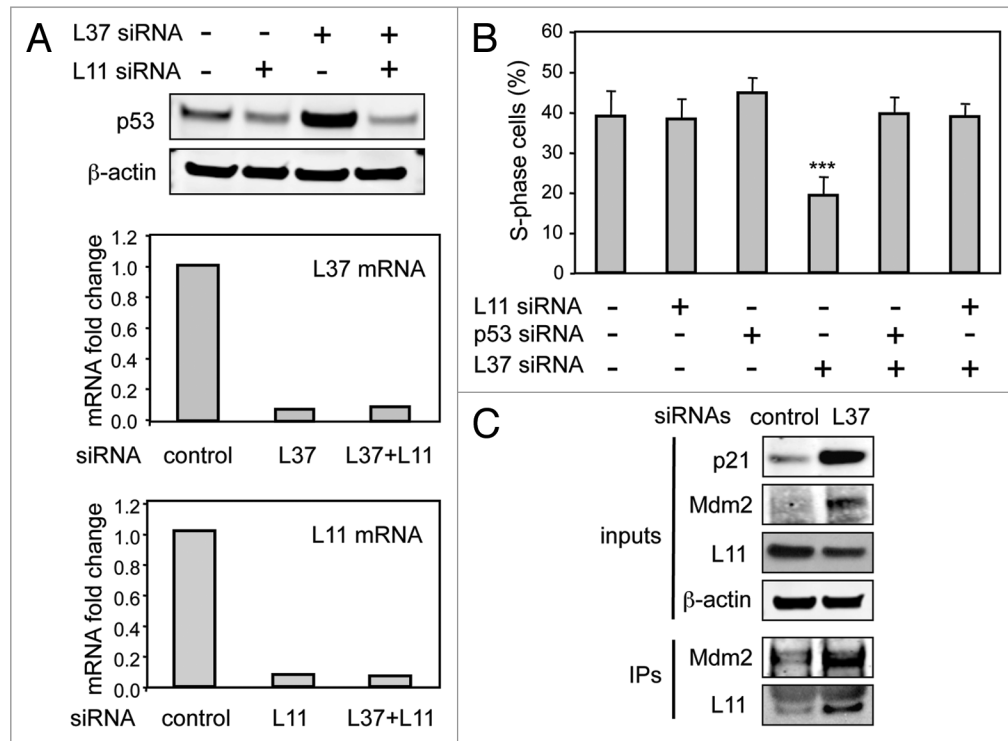 A
L37 siRNA - - + +
L11 siRNA - + - +
p53
β-actin
1.2
1.0
0.8
0.6
0.4
0.2
0.0
mRNA fold change
L37 mRNA
siRNA control L37 L37+L11
1.2
1.0
0.8
0.6
0.4
0.2
0.0
mRNA fold change
L11 mRNA
siRNA control L11 L37+L11
B
60
50
40
30
20
10
0
S-phase cells (%)
***
L11 siRNA - + - - - +
p53 siRNA - - + - + -
L37 siRNA - - - + + +
C
siRNAs control L37
inputs
p21
Mdm2
L11
β-actin
IPs
Mdm2
L11